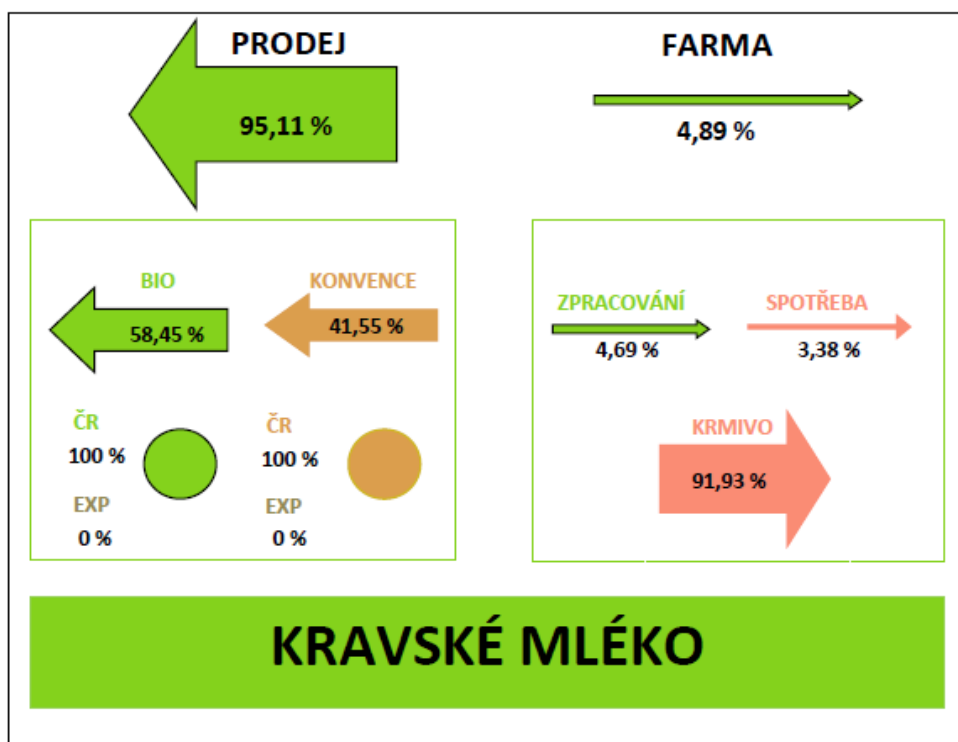 PRODEJ
FARMA
95,11 %
4,89 %
BIO
KONVENCE
58,45 %
41,55 %
ČR
100 %
EXP
0 %
ČR
100 %
EXP
0 %
ZPRACOVÁNÍ
SPOTŘEBA
4,69 %
3,38 %
KRMIVO
91,93 %
KRAVSKÉ MLÉKO